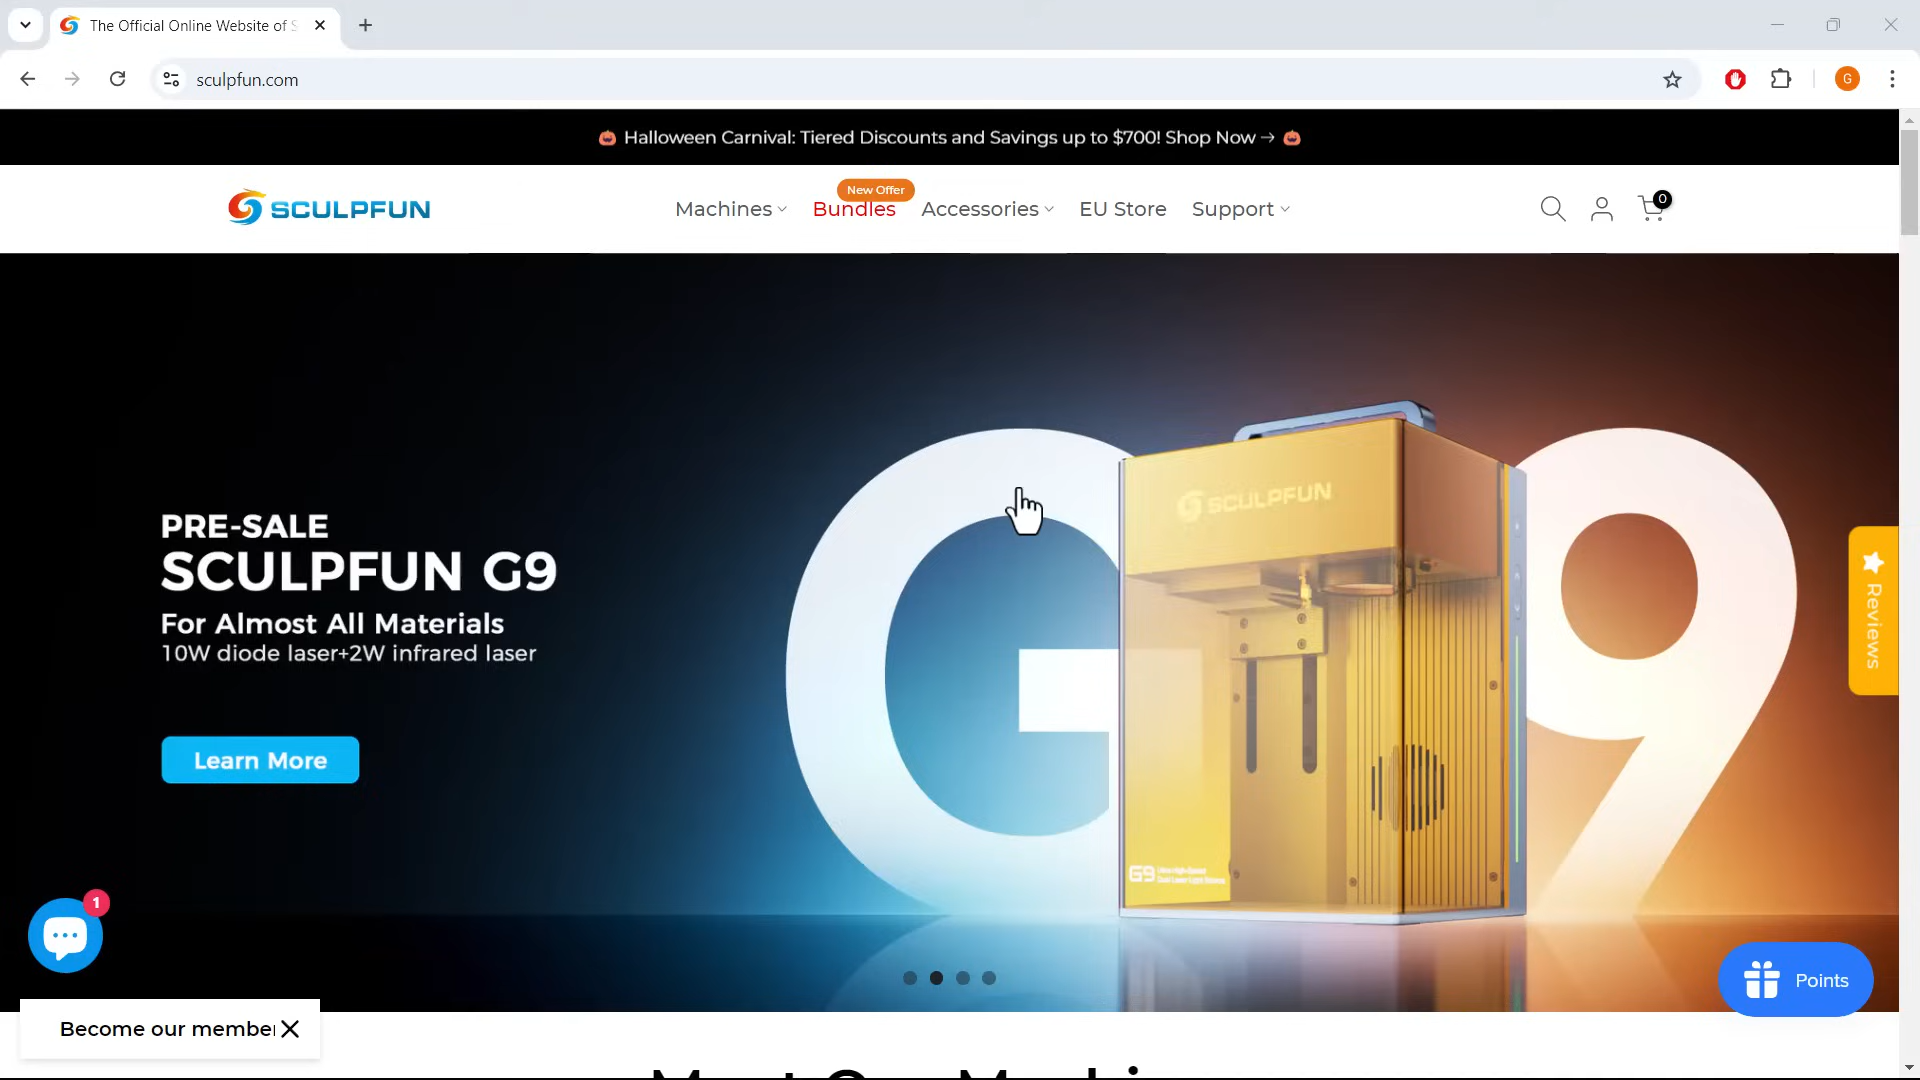 The Official Online Website of S
sculpfun.com
G
🎃 Halloween Carnival: Tiered Discounts and Savings up to $700! Shop Now → 🎃
SCULPFUN
Machines
New Offer
Bundles
Accessories
EU Store
Support
0
PRE-SALE
SCULPFUN G9
For Almost All Materials
10W diode laser+2W infrared laser
Learn More
G9
SCULPFUN
G9
Reviews
1
Points
Become our member